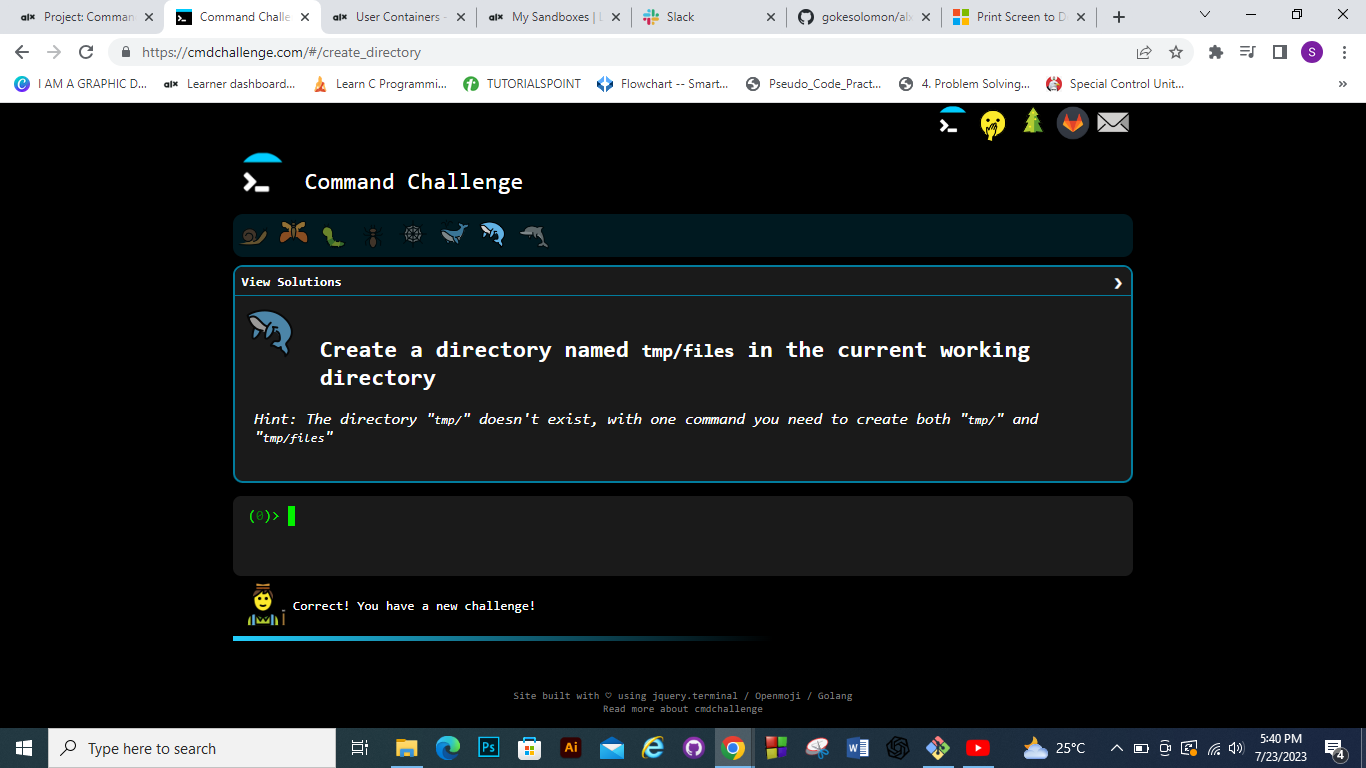 Project: Comman
Command Challe
User Containers -
My Sandboxes | L
Slack
gokesolomon/alx
Print Screen to D
https://cmdchallenge.com/#/create_directory
S
I AM A GRAPHIC D...
alx Learner dashboard...
Learn C Programmi...
TUTORIALSPOINT
Flowchart -- Smart...
Pseudo_Code_Pract...
4. Problem Solving...
Special Control Unit...
Command Challenge
View Solutions
Create a directory named tmp/files in the current working
directory
Hint: The directory "tmp/" doesn't exist, with one command you need to create both "tmp/" and
"tmp/files"
(0)>
Correct! You have a new challenge!
Site built with ♡ using jquery.terminal / Openmoji / Golang
Read more about cmdchallenge
Type here to search
Ps
Ai
25°C
5:40 PM
7/23/2023
4